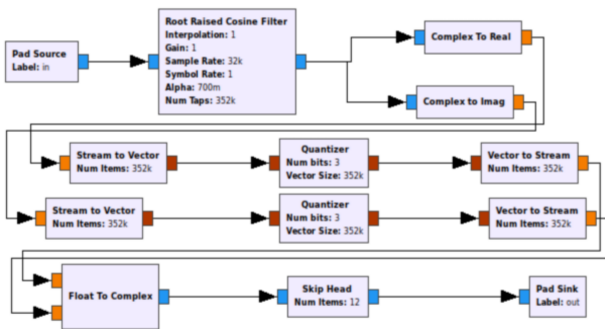 Pad Source
Label: in
Root Raised Cosine Filter
Interpolation: 1
Gain: 1
Sample Rate: 32k
Symbol Rate: 1
Alpha: 700m
Num Taps: 352k
Complex To Real
Complex to Imag
Stream to Vector
Num Items: 352k
Quantizer
Num bits: 3
Vector Size: 352k
Vector to Stream
Num Items: 352k
Stream to Vector
Num Items: 352k
Quantizer
Num bits: 3
Vector Size: 352k
Vector to Stream
Num Items: 352k
Float To Complex
Skip Head
Num Items: 12
Pad Sink
Label: out